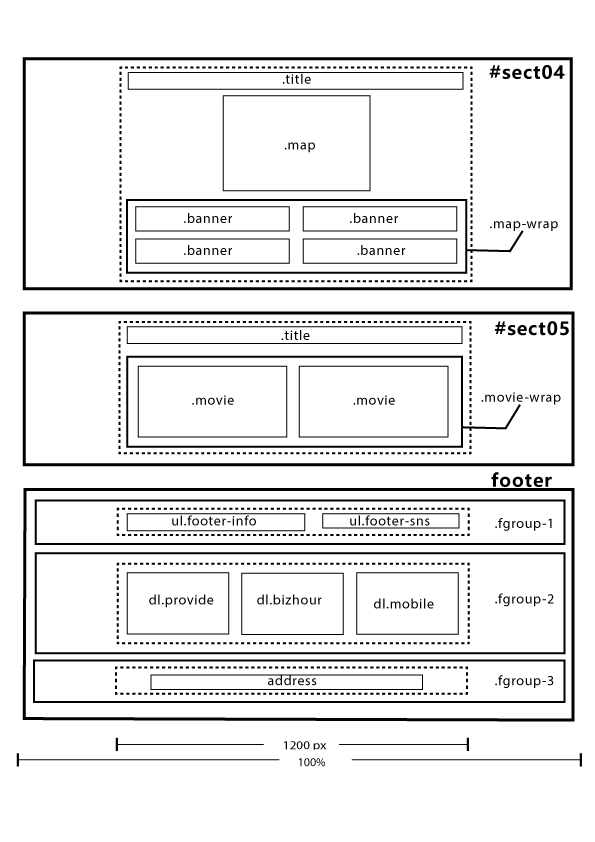 #sect04
.title
.map
.map-wrap
.banner .banner
.banner .banner
#sect05
.title
.movie-wrap
.movie .movie
footer
ul.footer-info ul.footer-sns .fgroup-1
dl.provide dl.bizhour dl.mobile .fgroup-2
address .fgroup-3
1200 px
100%